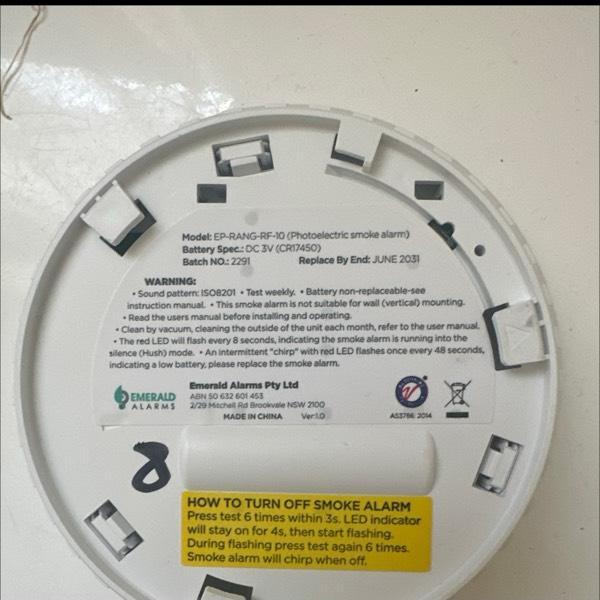 Model: EP-RANG-RF-10 (Photoelectric smoke alarm)
Battery Spec.: DC 3V (CR17450)
Batch NO.: 2291 Replace By End: JUNE 2031
WARNING:
• Sound pattern: ISO8201 • Test weekly. • Battery non-replaceable-see
instruction manual. • This smoke alarm is not suitable for wall (vertical) mounting.
• Read the users manual before installing and operating.
• Clean by vacuum, cleaning the outside of the unit each month, refer to the user manual.
• The red LED will flash every 8 seconds, indicating the smoke alarm is running into the
silence (Hush) mode. • An intermittent "chirp" with red LED flashes once every 48 seconds,
indicating a low battery, please replace the smoke alarm.
EMERALD
ALARMS
Emerald Alarms Pty Ltd
ABN 50 632 601 453
2/29 Mitchell Rd Brookvale NSW 2100
MADE IN CHINA Ver:1.0
AS3786: 2014
8
HOW TO TURN OFF SMOKE ALARM
Press test 6 times within 3s. LED indicator
will stay on for 4s, then start flashing.
During flashing press test again 6 times.
Smoke alarm will chirp when off.